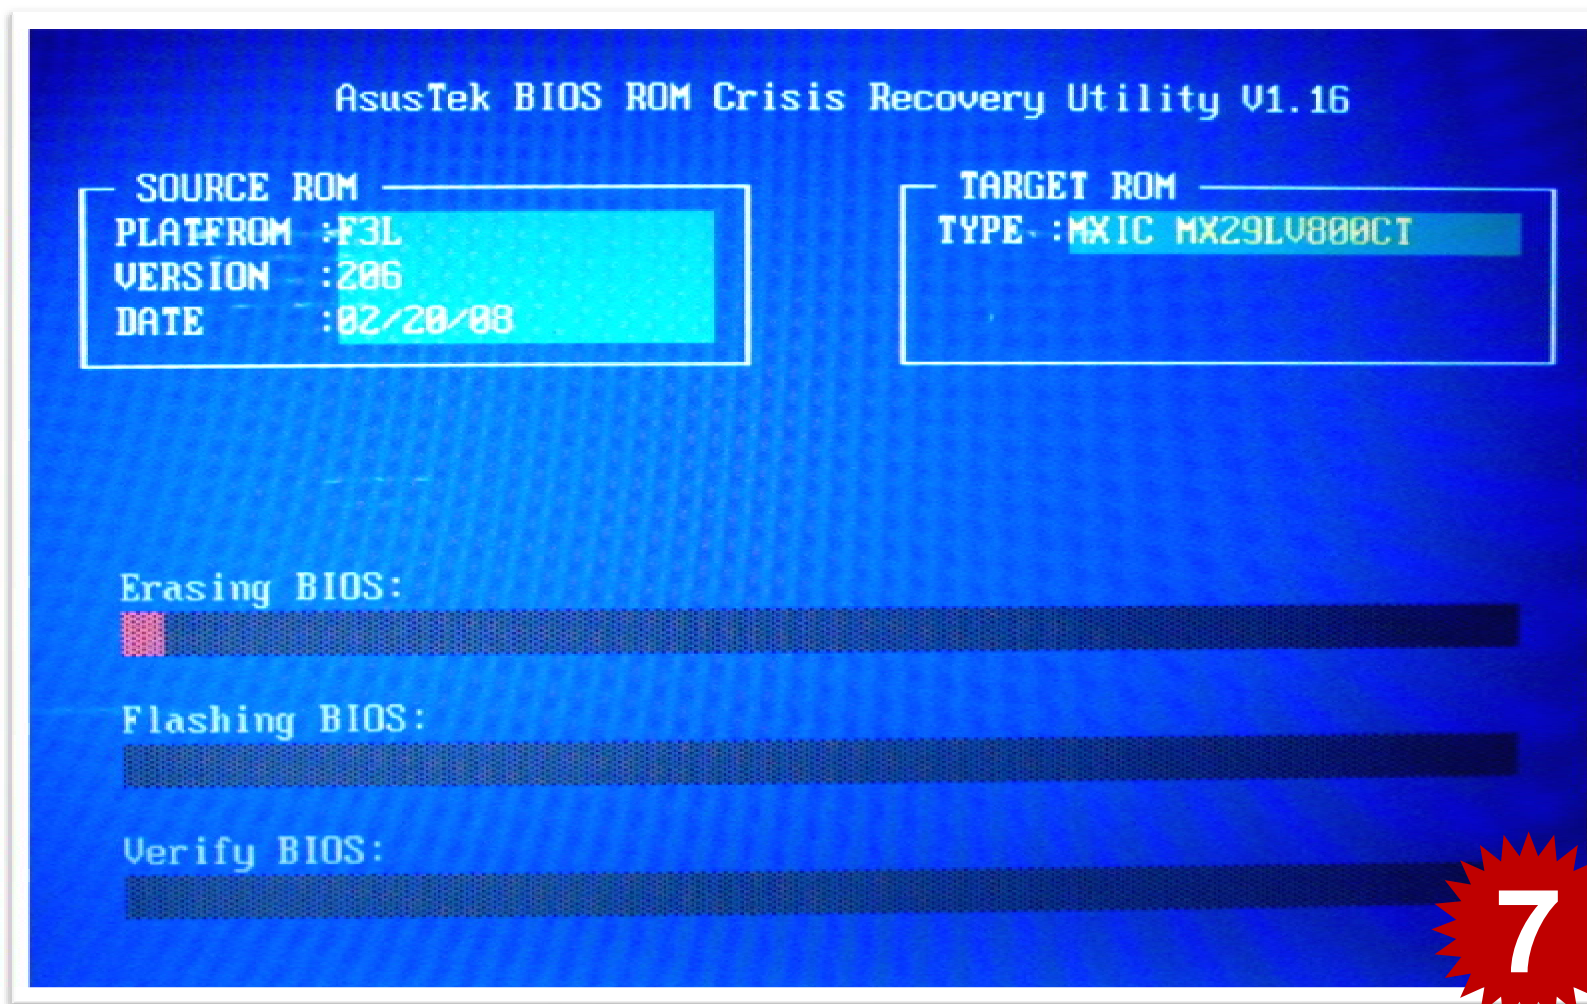 AsusTek BIOS ROM Crisis Recovery Utility V1.16
SOURCE ROM
PLATFROM :F3L
VERSION :206
DATE :02/20/08
TARGET ROM
TYPE :MXIC MX29LV800CT
Erasing BIOS:
Flashing BIOS:
Verify BIOS:
7